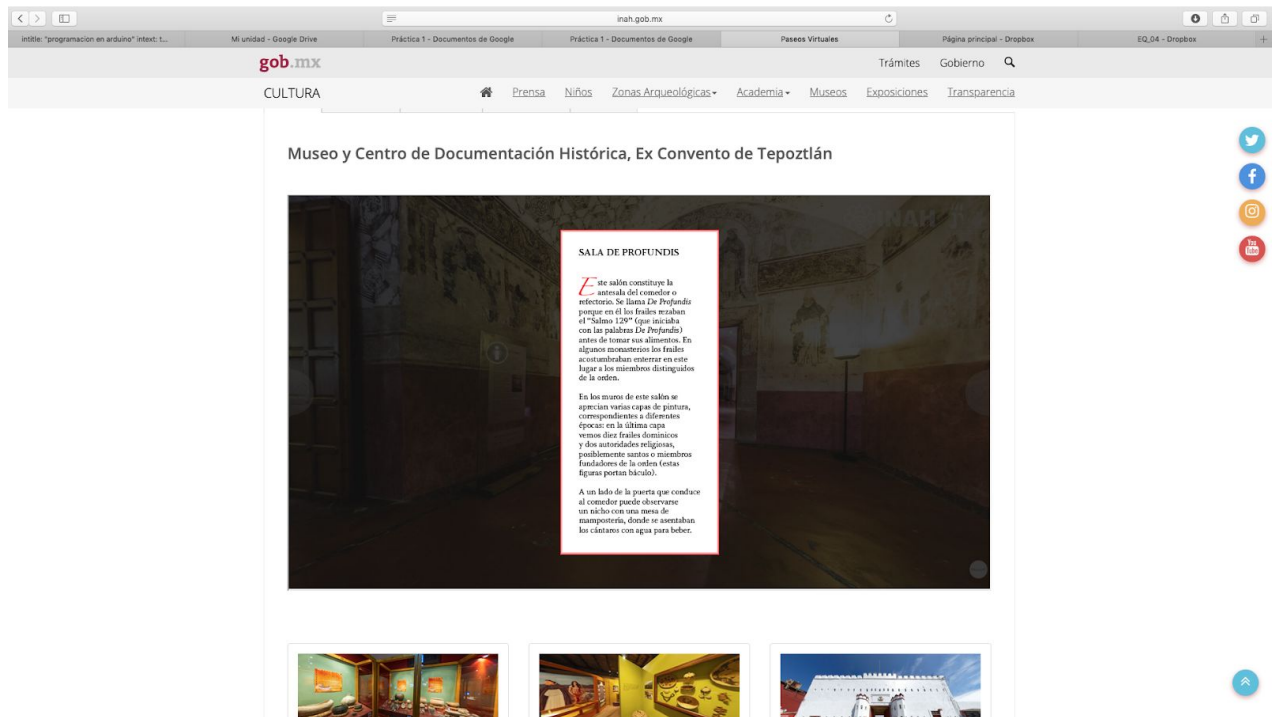 inah.gob.mx
intitle: "programacion en arduino" intext: t...
Mi unidad - Google Drive
Práctica 1 - Documentos de Google
Práctica 1 - Documentos de Google
Paseos Virtuales
Página principal - Dropbox
EQ_04 - Dropbox
gob.mx
Trámites
Gobierno
CULTURA
Prensa
Niños
Zonas Arqueológicas
Academia
Museos
Exposiciones
Transparencia
Museo y Centro de Documentación Histórica, Ex Convento de Tepoztlán
INAH
SALA DE PROFUNDIS
Este salón constituye la
antesala del comedor o
refectorio. Se llama De Profundis
porque en él los frailes rezaban
el "Salmo 129" (que iniciaba
con las palabras De Profundis)
antes de tomar sus alimentos. En
algunos monasterios los frailes
acostumbraban enterrar en este
lugar a los miembros distinguidos
de la orden.
En los muros de este salón se
aprecian varias capas de pintura,
correspondientes a diferentes
épocas: en la última capa
vemos diez frailes dominicos
y dos autoridades religiosas,
posiblemente santos o miembros
fundadores de la orden (estas
figuras portan báculo).
A un lado de la puerta que conduce
al comedor puede observarse
un nicho con una mesa de
mampostería, donde se asentaban
los cántaros con agua para beber.
You
Tube